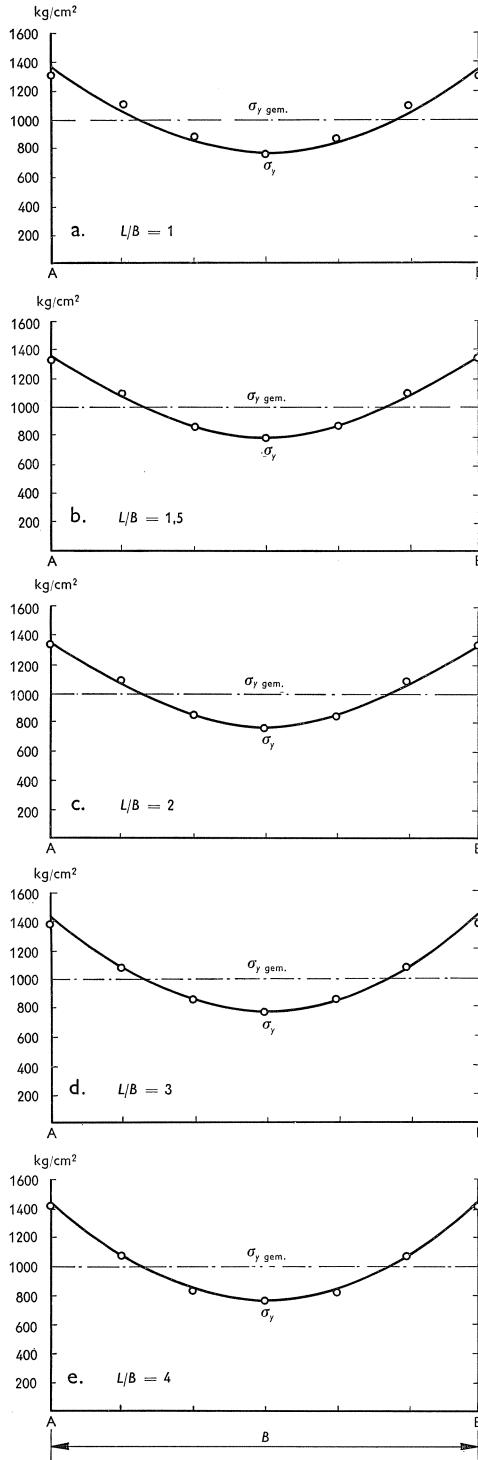 kg/cm²
1600
1400
1200
1000
800
600
400
200
σy gem.
σy
a. L/B = 1
A
kg/cm²
1600
1400
1200
1000
800
600
400
200
σy gem.
σy
b. L/B = 1,5
A
kg/cm²
1600
1400
1200
1000
800
600
400
200
σy gem.
σy
c. L/B = 2
A
kg/cm²
1600
1400
1200
1000
800
600
400
200
σy gem.
σy
d. L/B = 3
A
kg/cm²
1600
1400
1200
1000
800
600
400
200
σy gem.
σy
e. L/B = 4
A
B